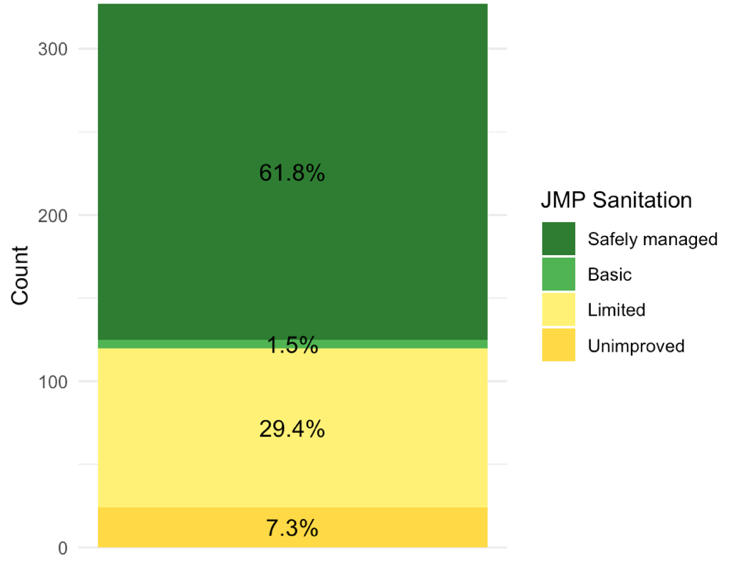 300
200
100
0
Count
61.8%
1.5%
29.4%
7.3%
JMP Sanitation
Safely managed
Basic
Limited
Unimproved